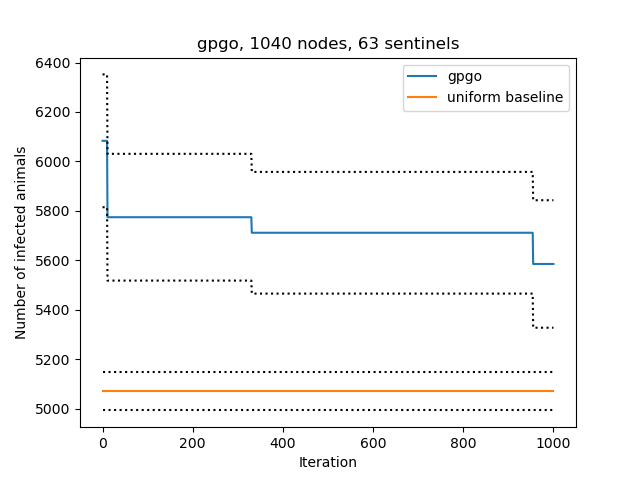 gpgo, 1040 nodes, 63 sentinels
6400
6200
6000
5800
5600
5400
5200
5000
Number of infected animals
gpgo
uniform baseline
0 200 400 600 800 1000
Iteration